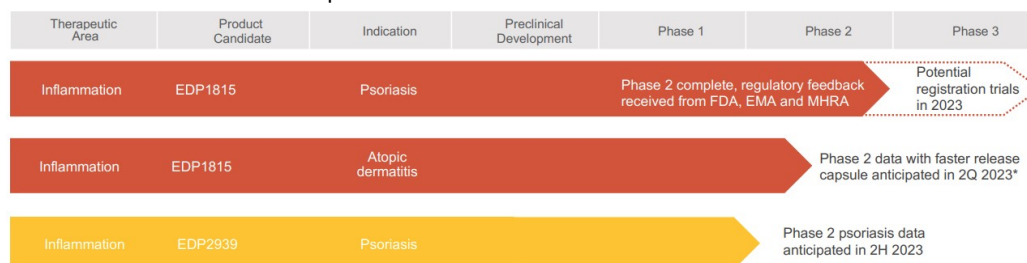 Therapeutic
Area
Product
Candidate
Indication
Preclinical
Development
Phase 1
Phase 2
Phase 3
Inflammation
EDP1815
Psoriasis
Phase 2 complete, regulatory feedback
received from FDA, EMA and MHRA
Potential
registration trials
in 2023
Inflammation
EDP1815
Atopic
dermatitis
Phase 2 data with faster release
capsule anticipated in 2Q 2023*
Inflammation
EDP2939
Psoriasis
Phase 2 psoriasis data
anticipated in 2H 2023